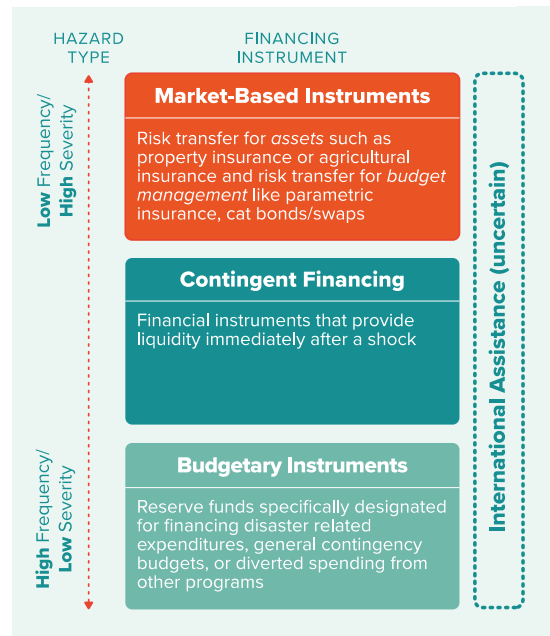 HAZARD
TYPE
FINANCING
INSTRUMENT
Low Frequency/
High Severity
High Frequency/
Low Severity
Market-Based Instruments
Risk transfer for assets such as
property insurance or agricultural
insurance and risk transfer for budget
management like parametric
insurance, cat bonds/swaps
Contingent Financing
Financial instruments that provide
liquidity immediately after a shock
Budgetary Instruments
Reserve funds specifically designated
for financing disaster related
expenditures, general contingency
budgets, or diverted spending from
other programs
International Assistance (uncertain)